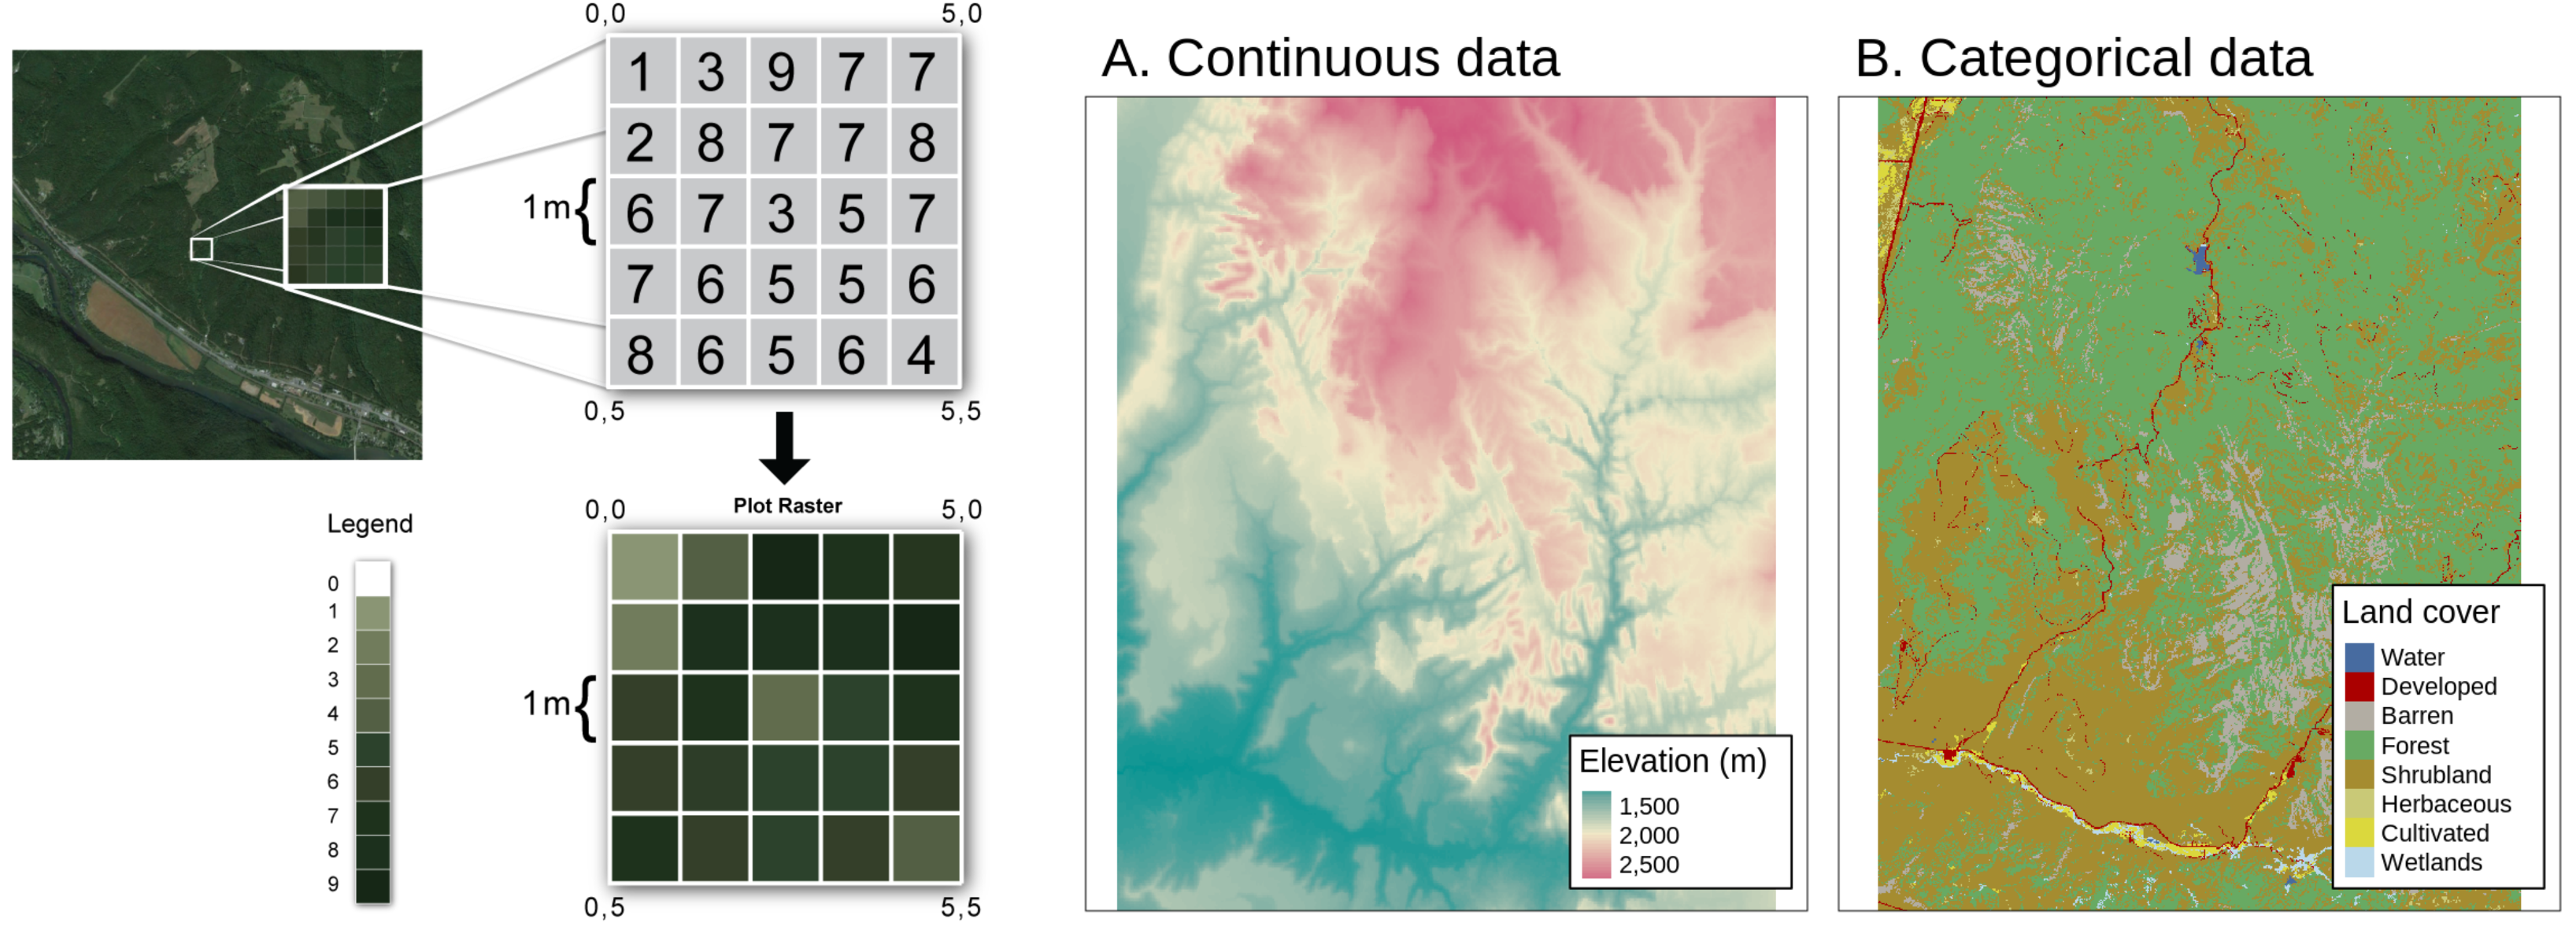 0,0 5,0
1 3 9 7 7
2 8 7 7 8
1m{ 6 7 3 5 7
7 6 5 5 6
8 6 5 6 4
0,5 5,5
Plot Raster
0,0 5,0
1m{
0,5 5,5
Legend
0
1
2
3
4
5
6
7
8
9
A. Continuous data
Elevation (m)
1,500
2,000
2,500
B. Categorical data
Land cover
Water
Developed
Barren
Forest
Shrubland
Herbaceous
Cultivated
Wetlands